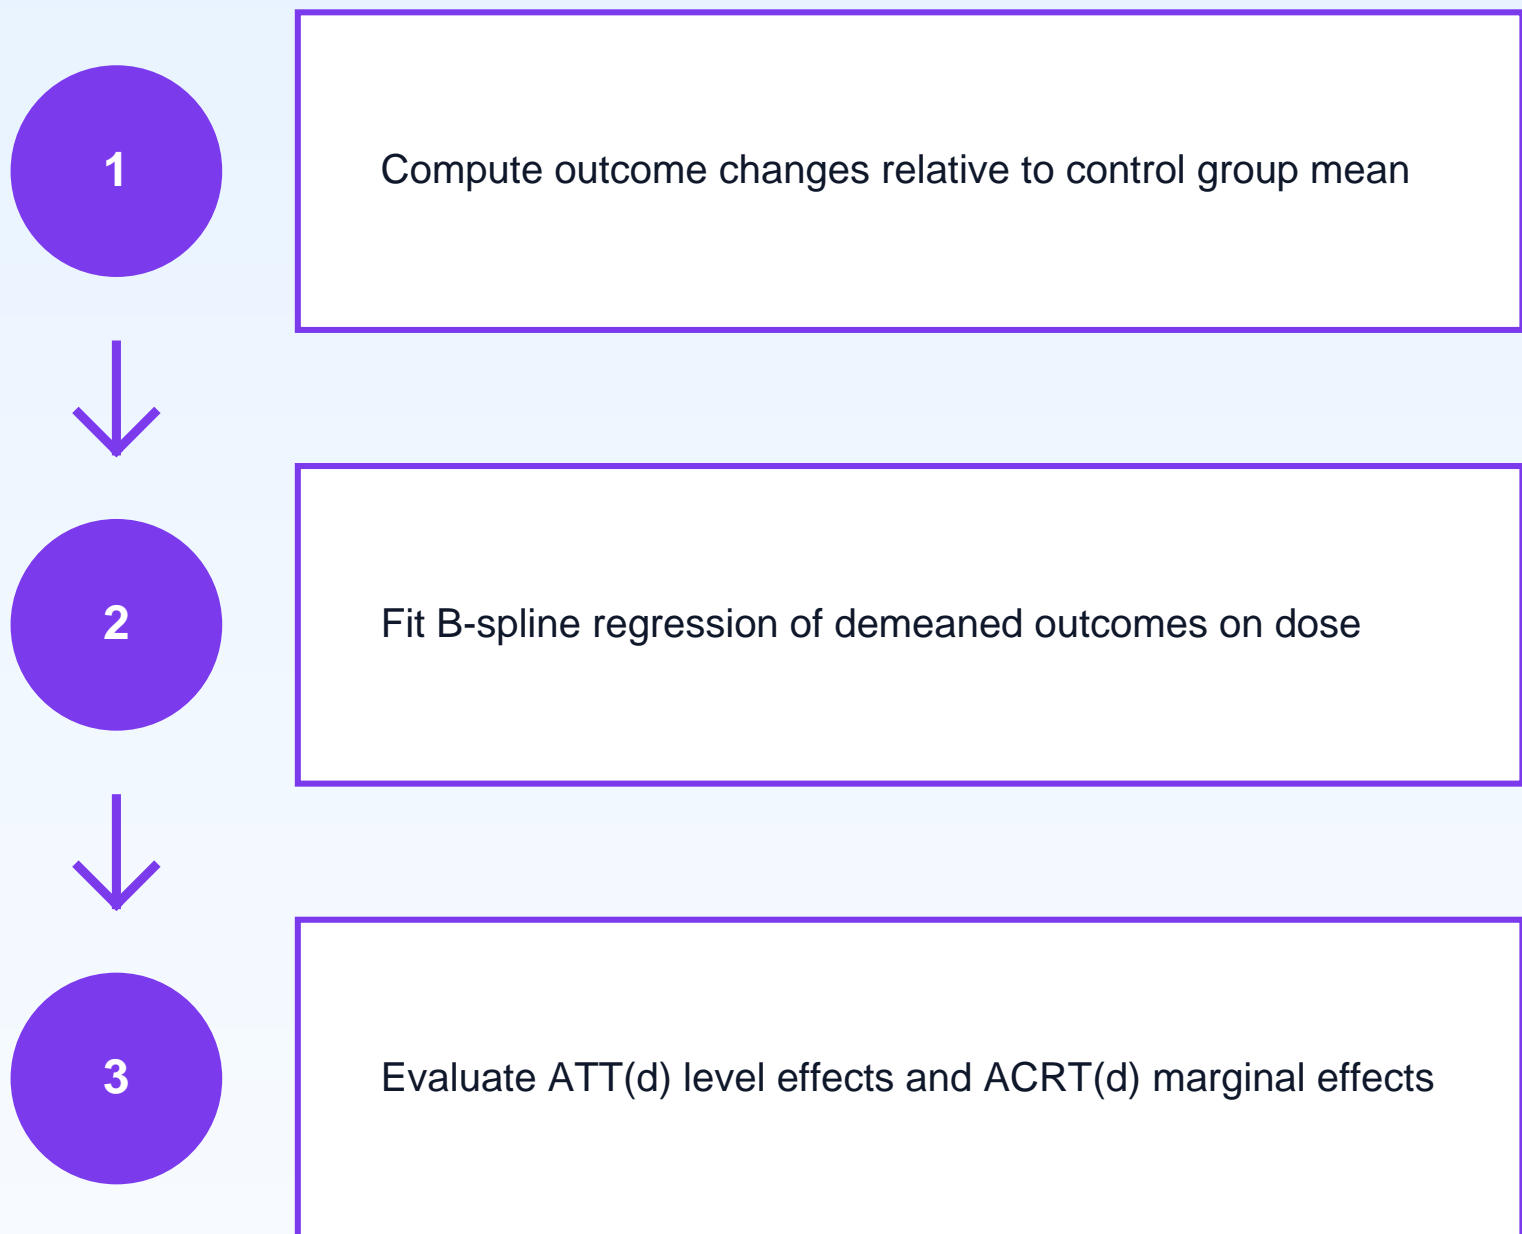 1
Compute outcome changes relative to control group mean
2
Fit B-spline regression of demeaned outcomes on dose
3
Evaluate ATT(d) level effects and ACRT(d) marginal effects